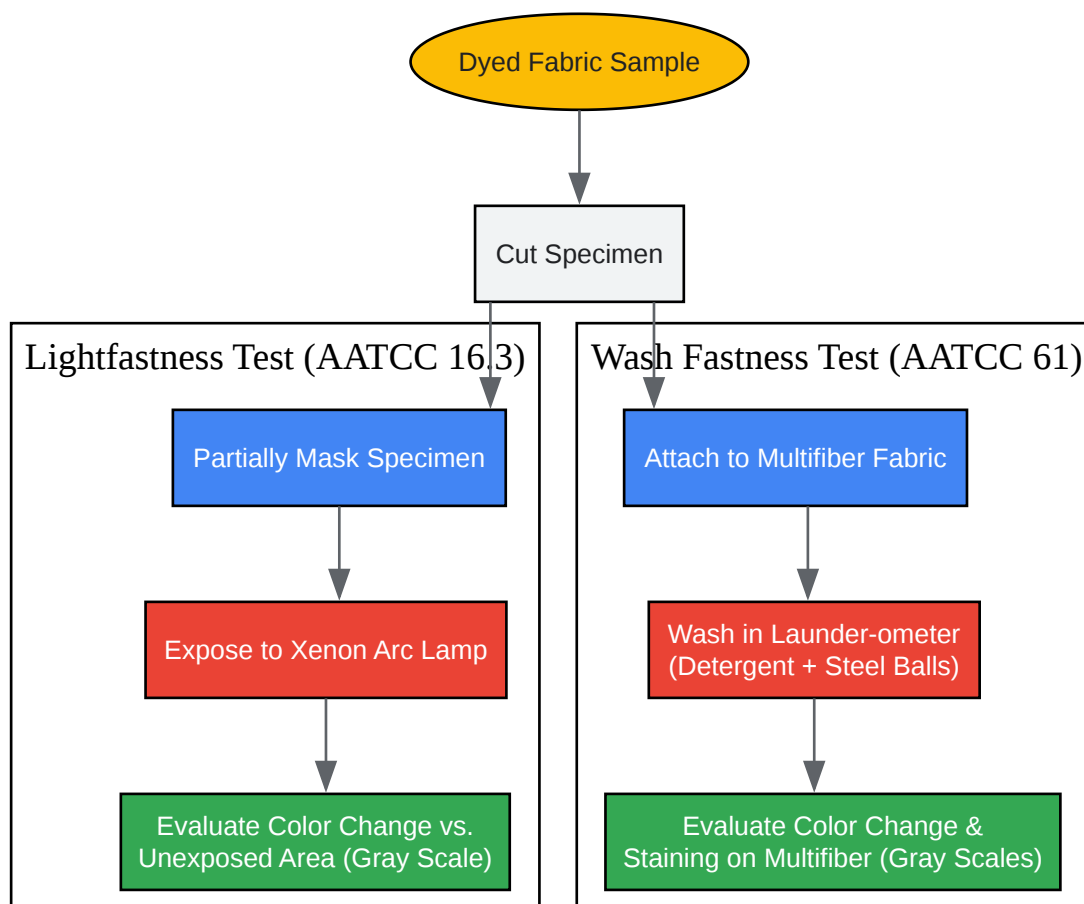 Dyed Fabric Sample
Cut Specimen
Lightfastness Test (AATCC 16.3)
Partially Mask Specimen
Expose to Xenon Arc Lamp
Evaluate Color Change vs.
Unexposed Area (Gray Scale)
Wash Fastness Test (AATCC 61)
Attach to Multifiber Fabric
Wash in Launder-ometer
(Detergent + Steel Balls)
Evaluate Color Change &
Staining on Multifiber (Gray Scales)